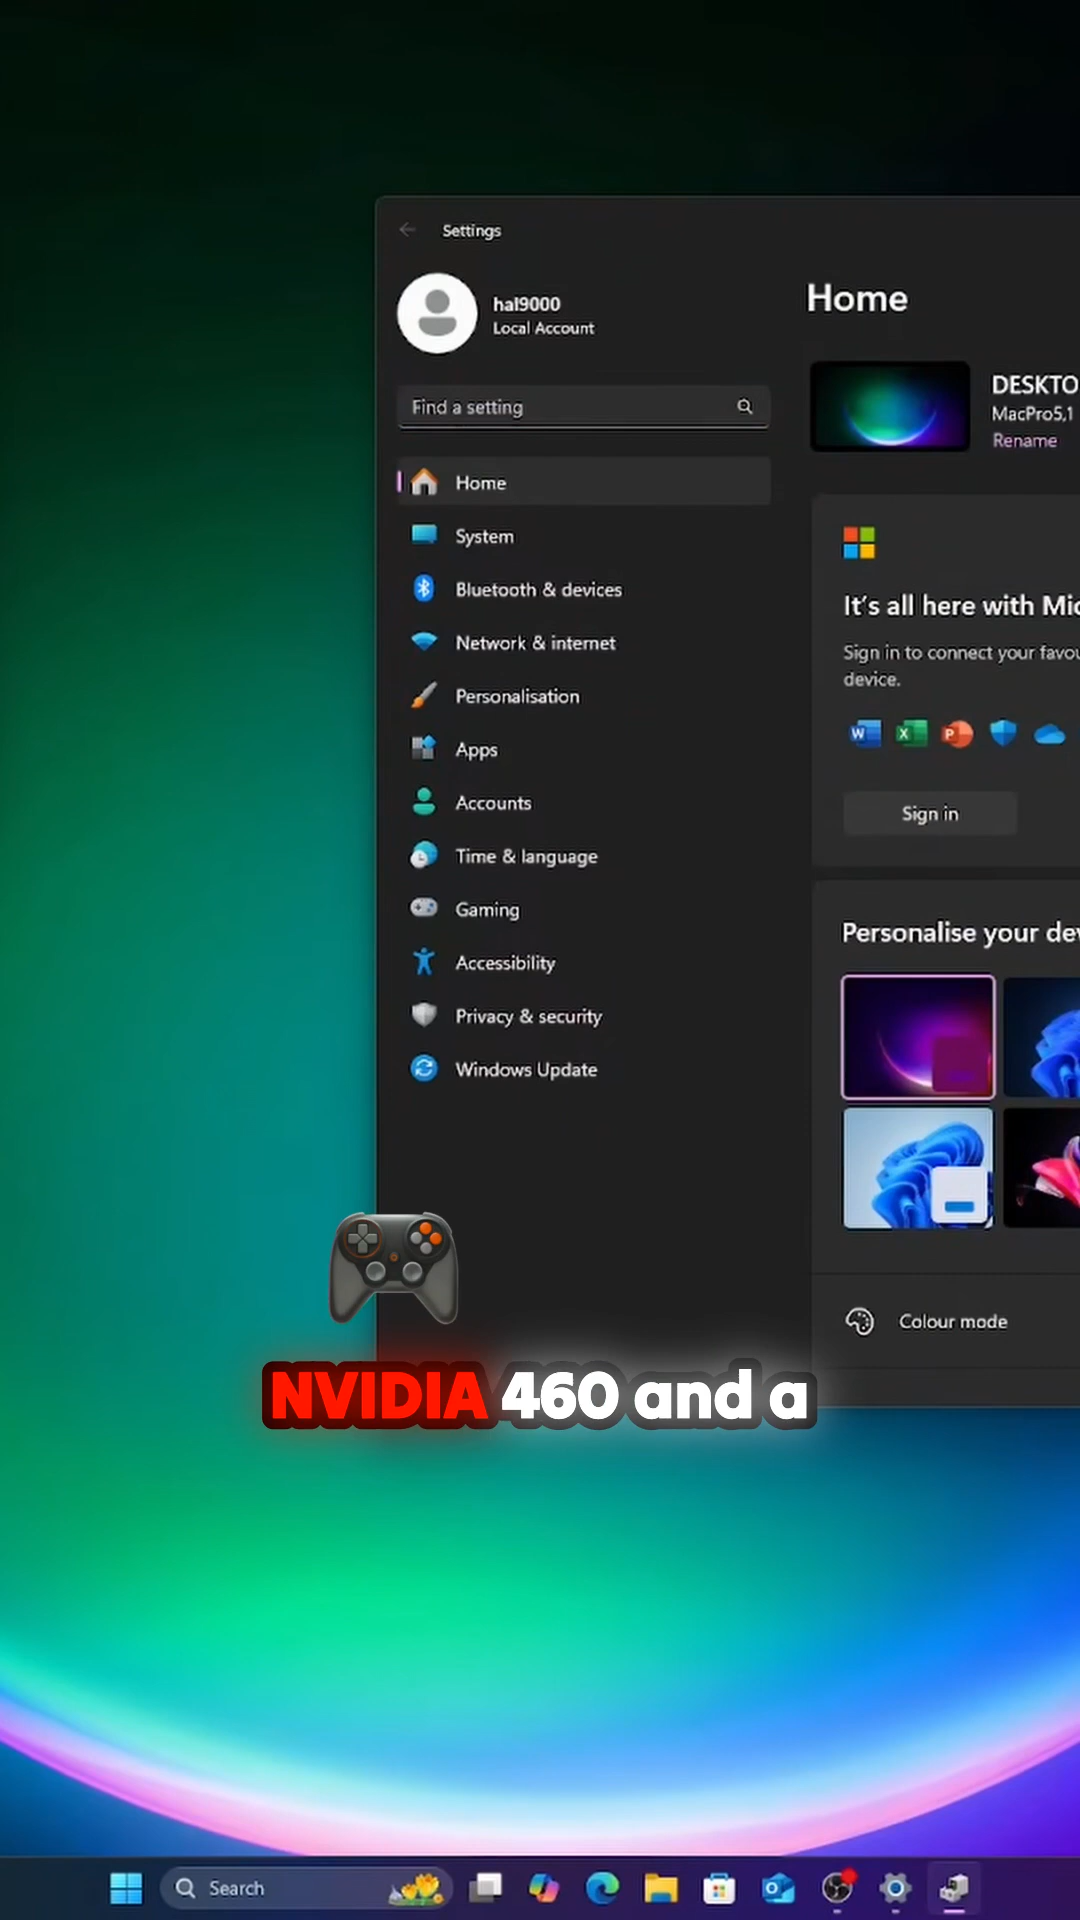 Settings
hal9000
Local Account
Find a setting
Home
System
Bluetooth & devices
Network & internet
Personalisation
Apps
Accounts
Time & language
Gaming
Accessibility
Privacy & security
Windows Update
Home
DESKTO
MacPro5,1
Rename
It's all here with Mic
Sign in to connect your favou
device.
Sign in
Personalise your dev
Colour mode
NVIDIA 460 and a
Search